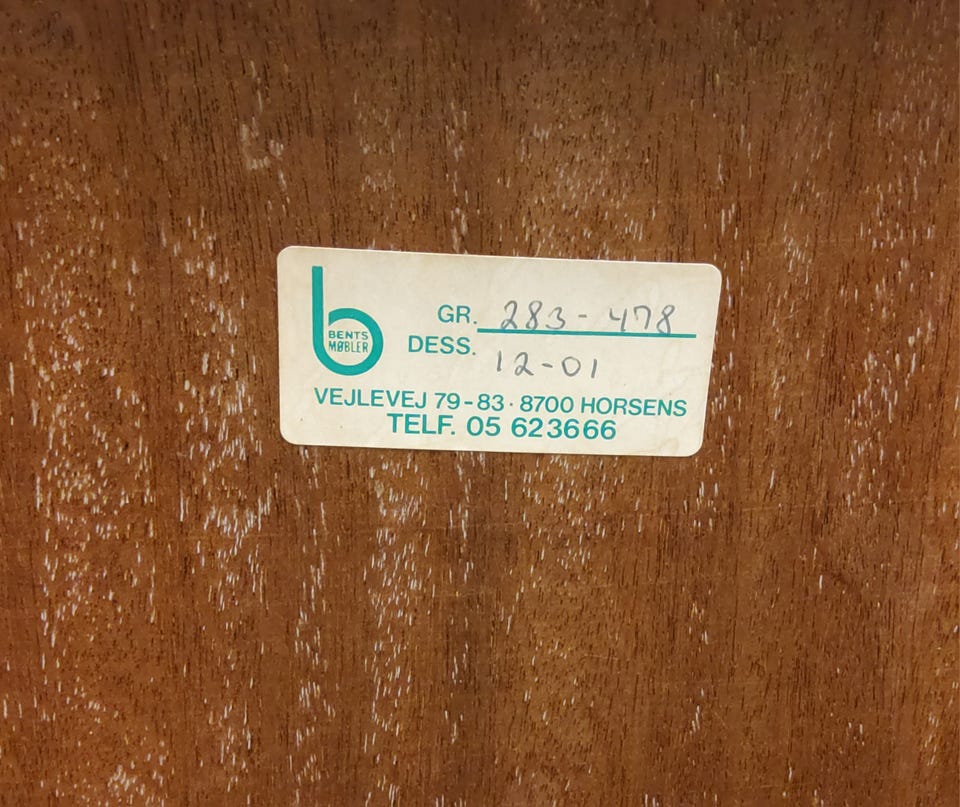 BENTS
MØBLER
GR. 283-478
DESS. 12-01
VEJLEVEJ 79-83 · 8700 HORSENS
TELF. 05 623666